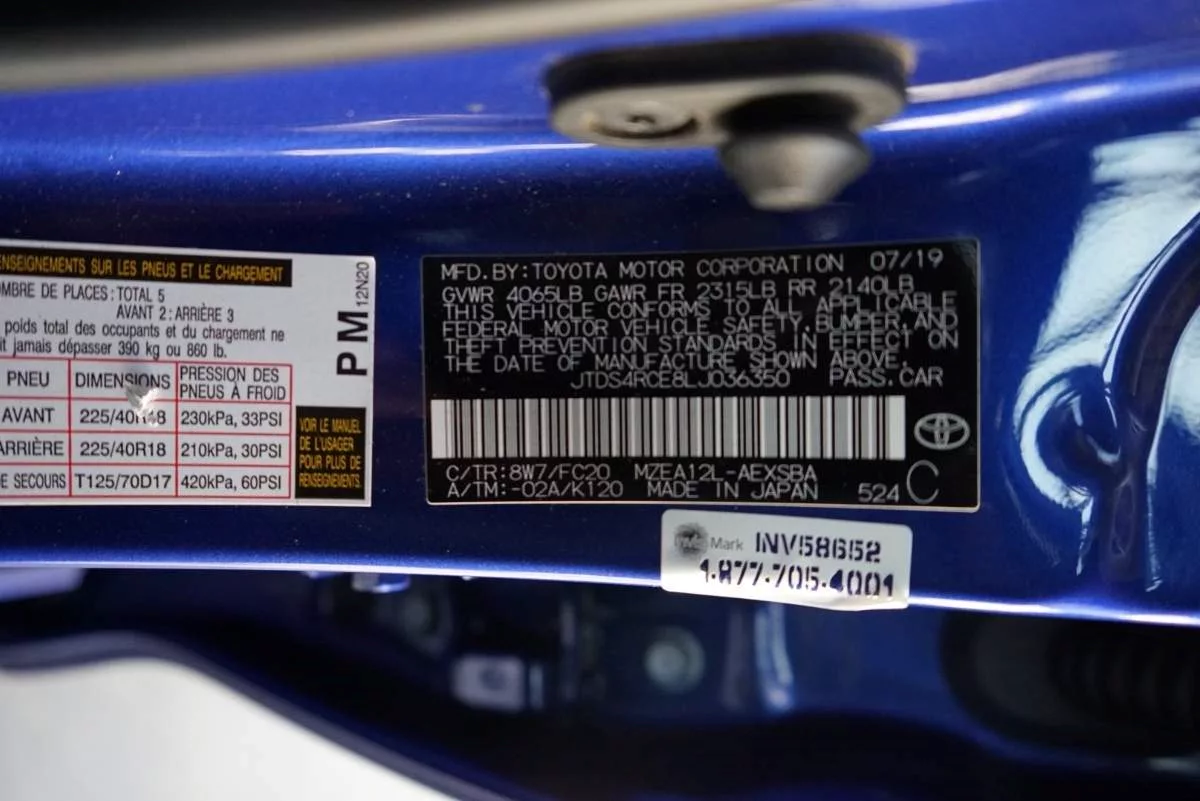 ENSEIGNEMENTS SUR LES PNEUS ET LE CHARGEMENT
OMBRE DE PLACES: TOTAL 5
AVANT 2: ARRIÈRE 3
poids total des occupants et du chargement ne
it jamais dépasser 390 kg ou 860 lb.
PNEU DIMENSIONS PRESSION DES PNEUS À FROID
AVANT 225/40R18 230kPa, 33PSI
ARRIÈRE 225/40R18 210kPa, 30PSI
DE SECOURS T125/70D17 420kPa, 60PSI
VOIR LE MANUEL
DE L'USAGER
POUR PLUS DE
RENSEIGNEMENTS.
PM 12N20
MFD.BY:TOYOTA MOTOR CORPORATION 07/19
GVWR 4065LB GAWR FR 2315LB RR 2140LB
THIS VEHICLE CONFORMS TO ALL APPLICABLE
FEDERAL MOTOR VEHICLE SAFETY,BUMPER,AND
THEFT PREVENTION STANDARDS IN EFFECT ON
THE DATE OF MANUFACTURE SHOWN ABOVE.
JTDS4RCE8LJ036350 PASS.CAR
C/TR:8W7/FC20 MZEA12L-AEXSBA
A/TM:-02A/K120 MADE IN JAPAN 524 C
Mark INV58652
1.877.705.4001